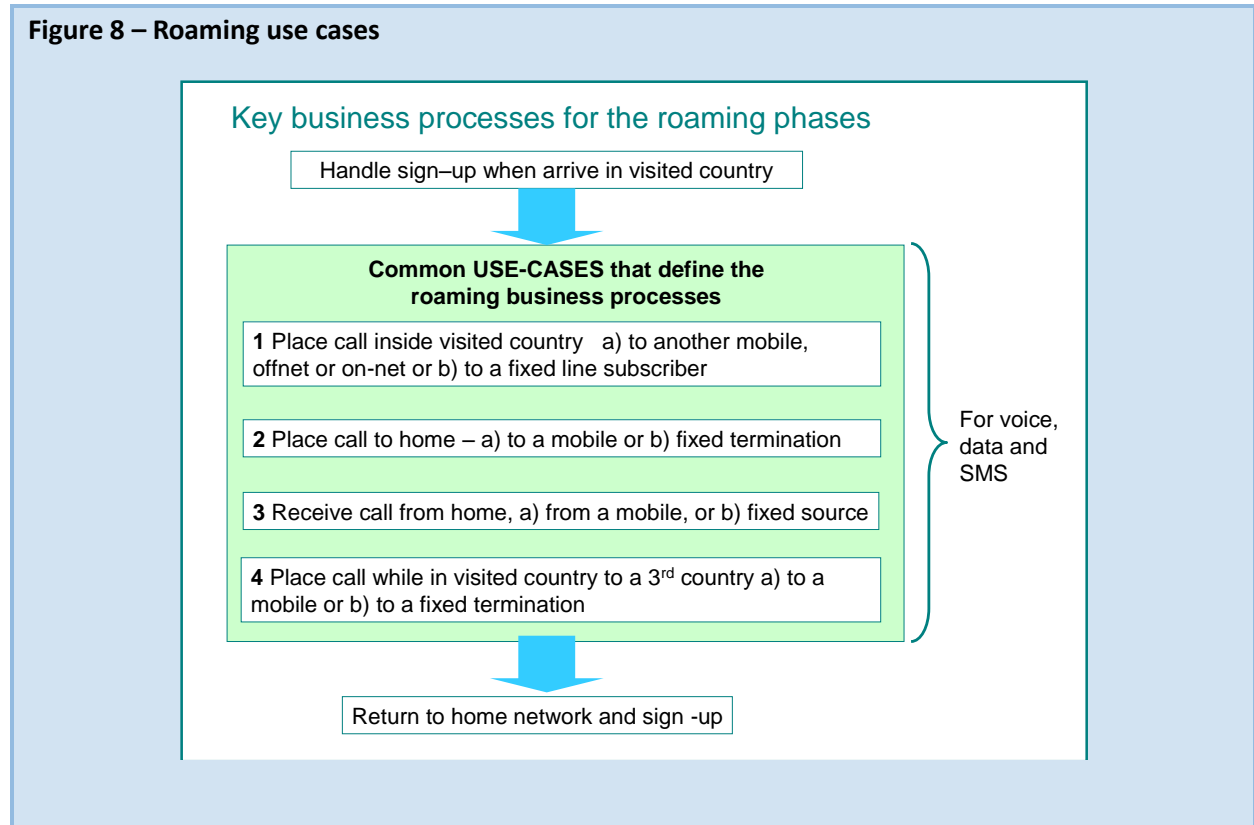 Figure 8 – Roaming use cases
Key business processes for the roaming phases
Handle sign–up when arrive in visited country
Common USE-CASES that define the
roaming business processes
1 Place call inside visited country   a) to another mobile,
offnet or on-net or b) to a fixed line subscriber
2 Place call to home – a) to a mobile or b) fixed termination
3 Receive call from home, a) from a mobile, or b) fixed source
4 Place call while in visited country to a 3rd country a) to a
mobile or b) to a fixed termination
For voice,
data and
SMS
Return to home network and sign -up